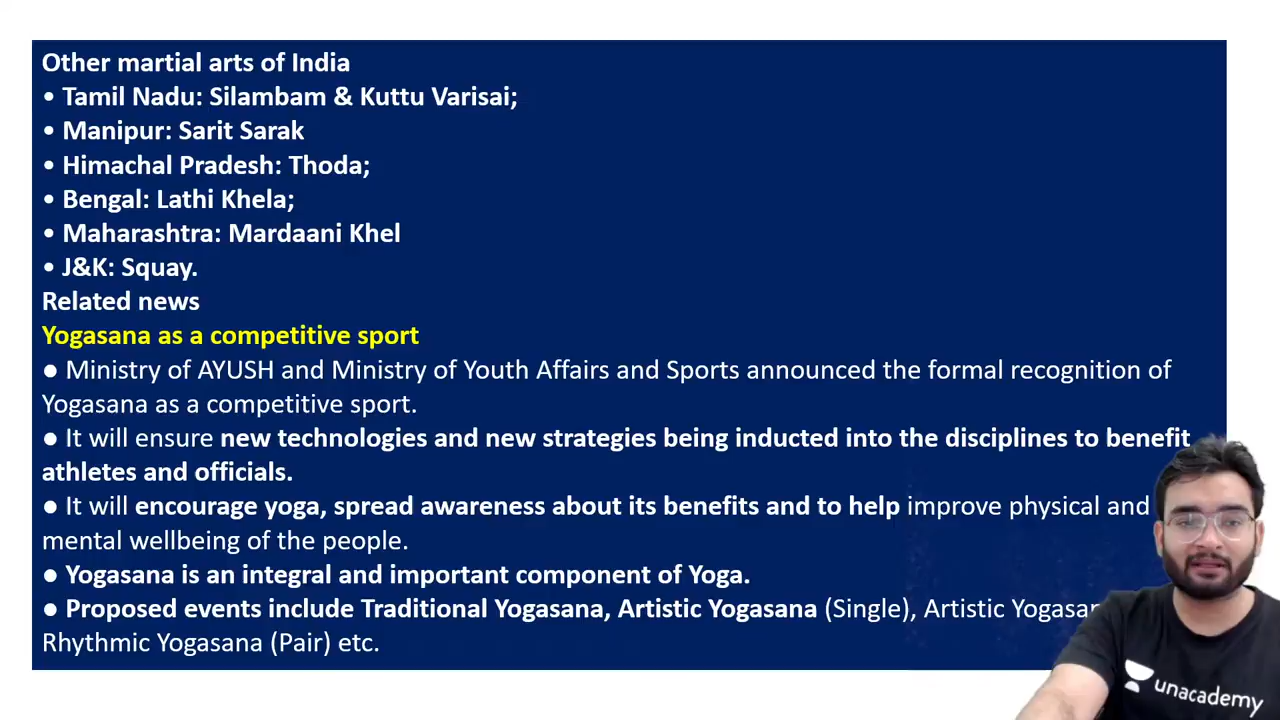 Other martial arts of India
• Tamil Nadu: Silambam & Kuttu Varisai;
• Manipur: Sarit Sarak
• Himachal Pradesh: Thoda;
• Bengal: Lathi Khela;
• Maharashtra: Mardaani Khel
• J&K: Squay.
Related news
Yogasana as a competitive sport
● Ministry of AYUSH and Ministry of Youth Affairs and Sports announced the formal recognition of
Yogasana as a competitive sport.
● It will ensure new technologies and new strategies being inducted into the disciplines to benefit
athletes and officials.
● It will encourage yoga, spread awareness about its benefits and to help improve physical and
mental wellbeing of the people.
● Yogasana is an integral and important component of Yoga.
● Proposed events include Traditional Yogasana, Artistic Yogasana (Single), Artistic
Rhythmic Yogasana (Pair) etc.
unacademy